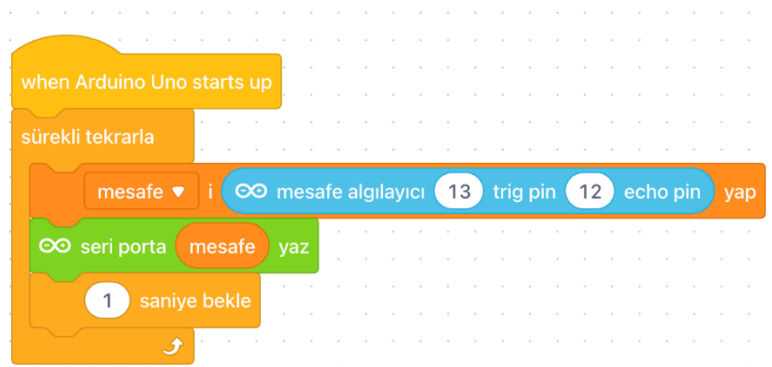 when Arduino Uno starts up
sürekli tekrarla
mesafe i mesafe algılayıcı 13 trig pin 12 echo pin yap
seri porta mesafe yaz
1 saniye bekle